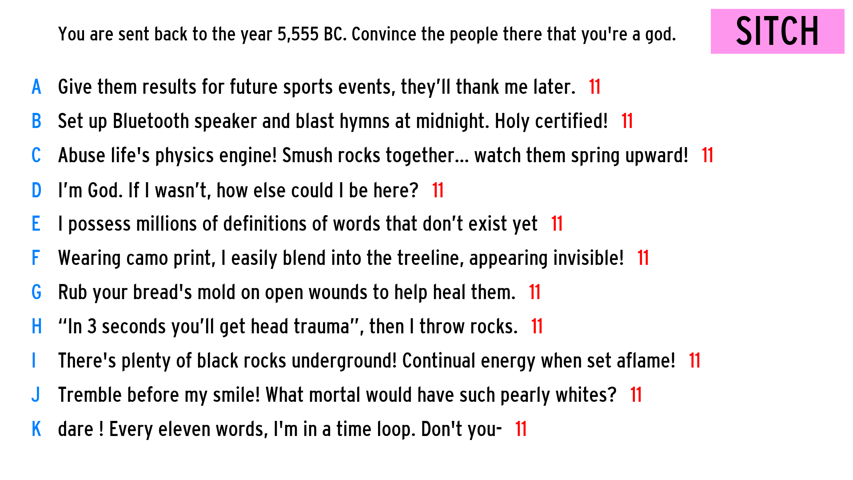 You are sent back to the year 5,555 BC. Convince the people there that you're a god.
SITCH
A Give them results for future sports events, they’ll thank me later. 11
B Set up Bluetooth speaker and blast hymns at midnight. Holy certified! 11
C Abuse life's physics engine! Smush rocks together... watch them spring upward! 11
D I’m God. If I wasn’t, how else could I be here? 11
E I possess millions of definitions of words that don’t exist yet 11
F Wearing camo print, I easily blend into the treeline, appearing invisible! 11
G Rub your bread's mold on open wounds to help heal them. 11
H “In 3 seconds you’ll get head trauma”, then I throw rocks. 11
I There's plenty of black rocks underground! Continual energy when set aflame! 11
J Tremble before my smile! What mortal would have such pearly whites? 11
K dare ! Every eleven words, I'm in a time loop. Don't you- 11